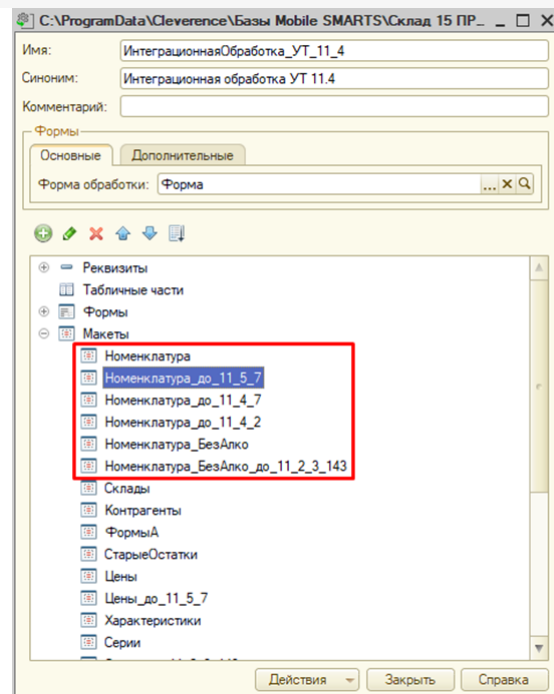 C:\ProgramData\Cleverence\Базы Mobile SMARTS\Склад 15 ПР...
Имя: ИнтеграционнаяОбработка_УТ_11_4
Синоним: Интеграционная обработка УТ 11.4
Комментарий:
Формы
Основные Дополнительные
Форма обработки: Форма
Реквизиты
Табличные части
Формы
Макеты
Номенклатура
Номенклатура_до_11_5_7
Номенклатура_до_11_4_7
Номенклатура_до_11_4_2
Номенклатура_БезАлко
Номенклатура_БезАлко_до_11_2_3_143
Склады
Контрагенты
ФормыА
СтарыеОстатки
Цены
Цены_до_11_5_7
Характеристики
Серии
Действия Закрыть Справка